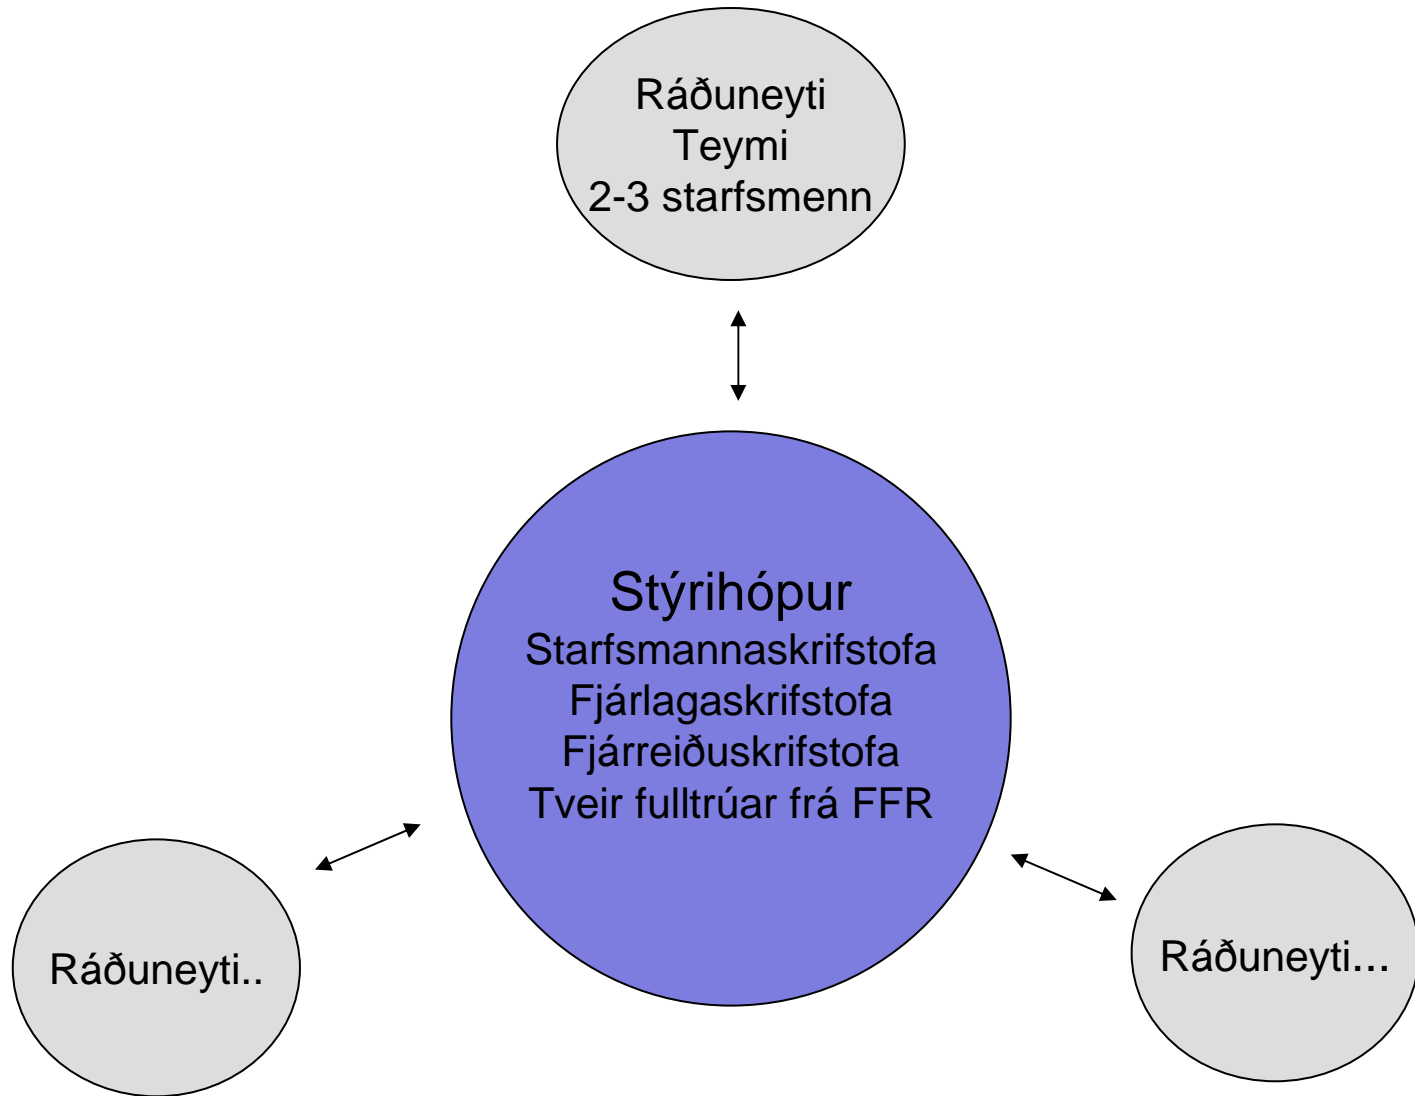 Ráðuneyti
Teymi
2-3 starfsmenn
Stýrihópur
Starfsmannaskrifstofa
Fjárlagaskrifstofa
Fjárreiðuskrifstofa
Tveir fulltrúar frá FFR
Ráðuneyti..
Ráðuneyti...